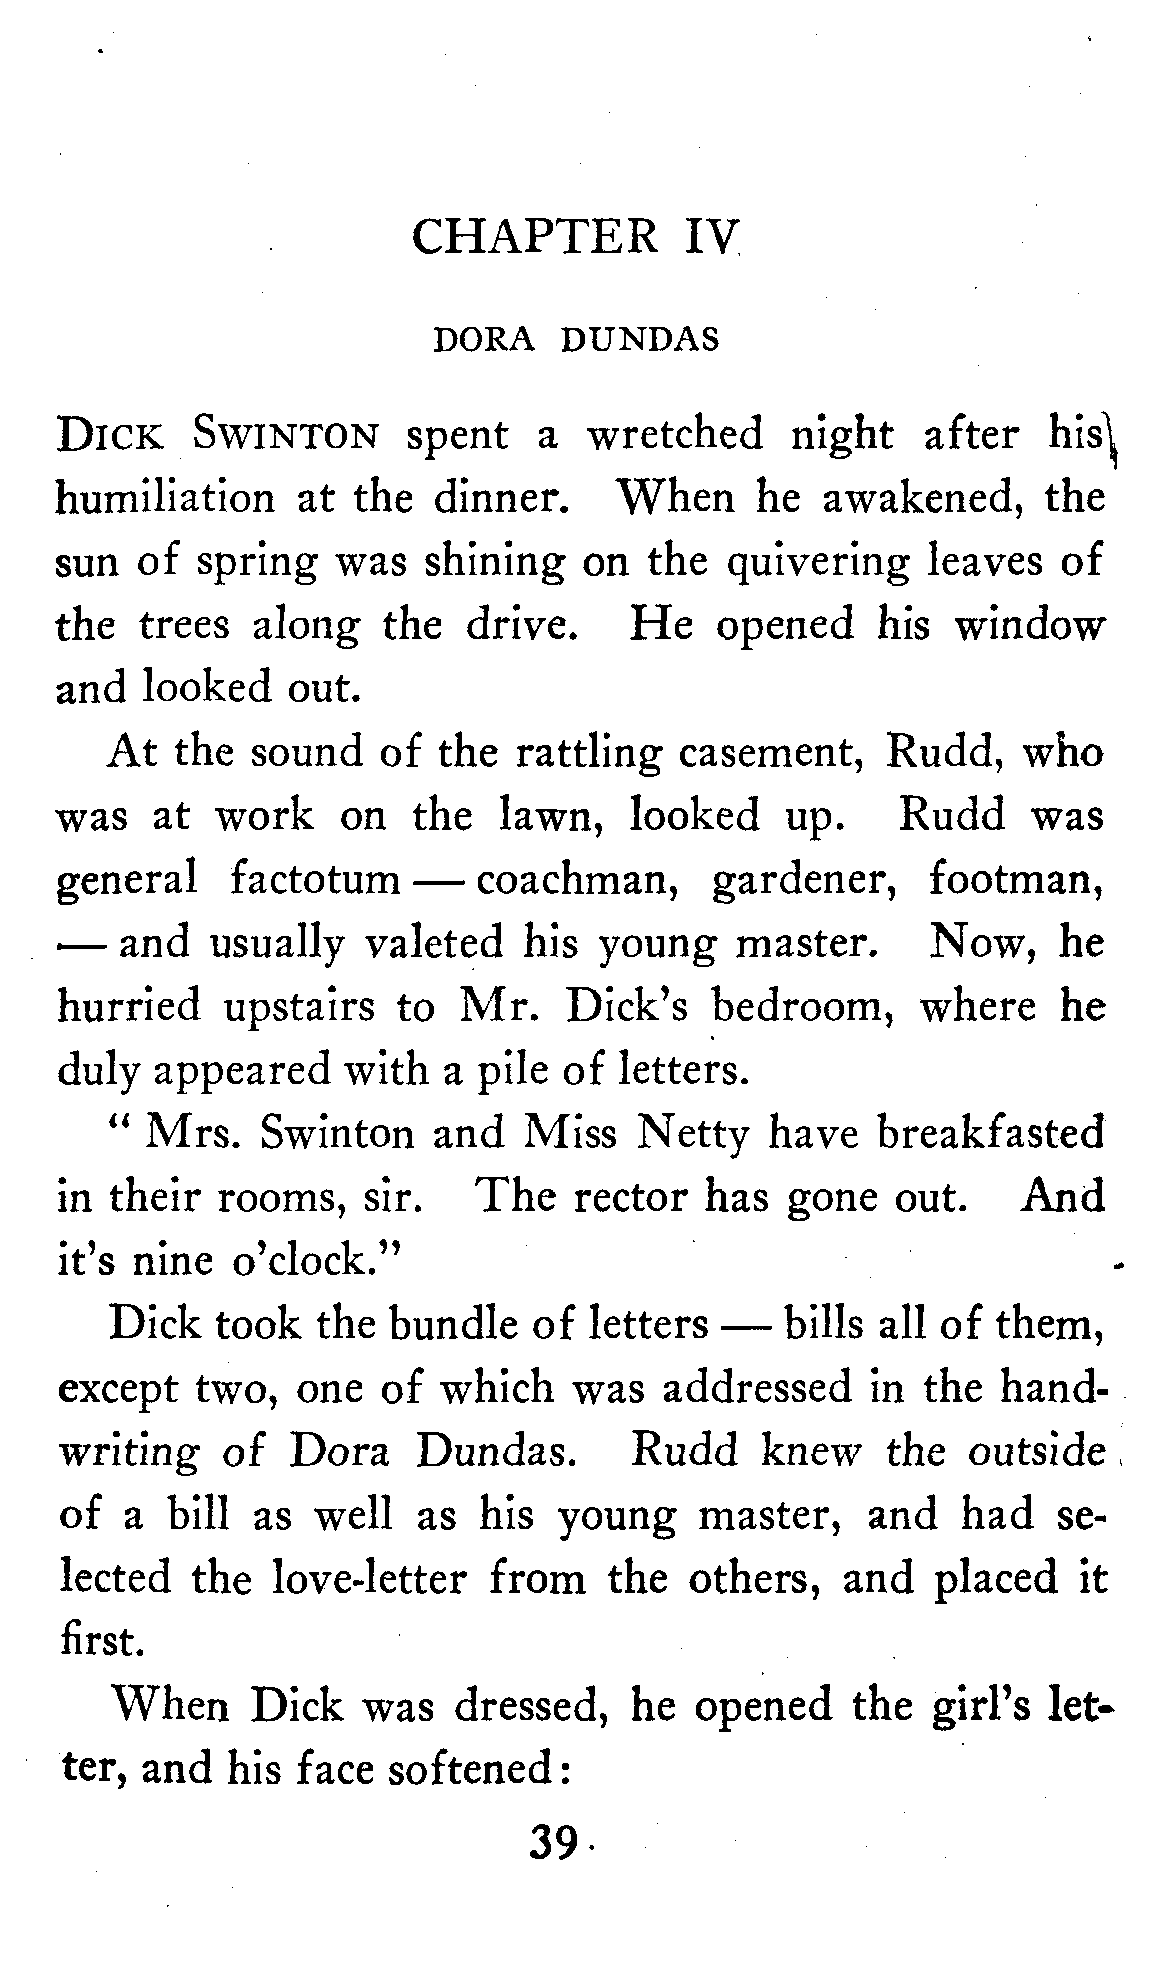 CHAPTER IV
DORA DUNDAS
DICK SWINTON spent a wretched night after his
humiliation at the dinner. When he awakened, the
sun of spring was shining on the quivering leaves of
the trees along the drive. He opened his window
and looked out.
At the sound of the rattling casement, Rudd, who
was at work on the lawn, looked up. Rudd was
general factotum — coachman, gardener, footman,
— and usually valeted his young master. Now, he
hurried upstairs to Mr. Dick's bedroom, where he
duly appeared with a pile of letters.
“ Mrs. Swinton and Miss Netty have breakfasted
in their rooms, sir. The rector has gone out. And
it's nine o'clock.”
Dick took the bundle of letters — bills all of them,
except two, one of which was addressed in the hand-
writing of Dora Dundas. Rudd knew the outside
of a bill as well as his young master, and had se-
lected the love-letter from the others, and placed it
first.
When Dick was dressed, he opened the girl's let-
ter, and his face softened:
39